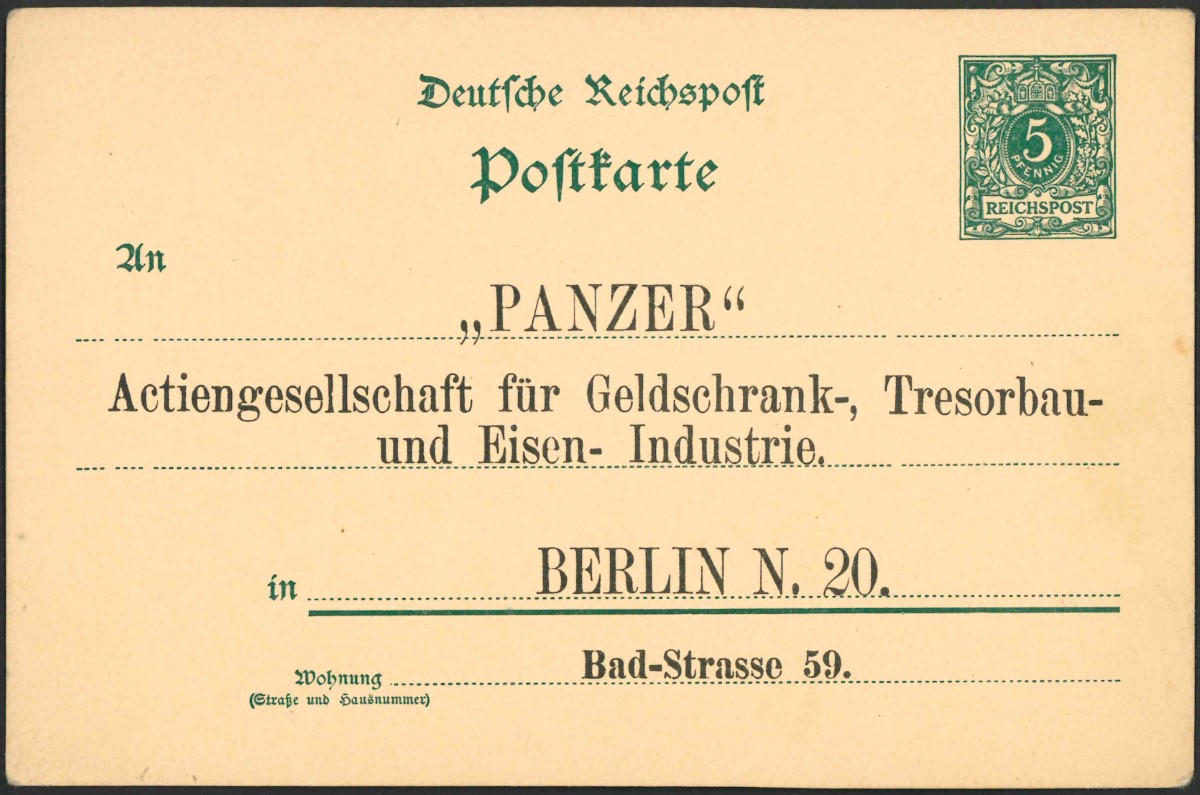 Deutsche Reichspost
Postkarte
5
PFENNIG
REICHSPOST
An
„PANZER“
Actiengesellschaft für Geldschrank-, Tresorbau-
und Eisen- Industrie.
in BERLIN N. 20.
Wohnung Bad-Strasse 59.
(Straße und Hausnummer)